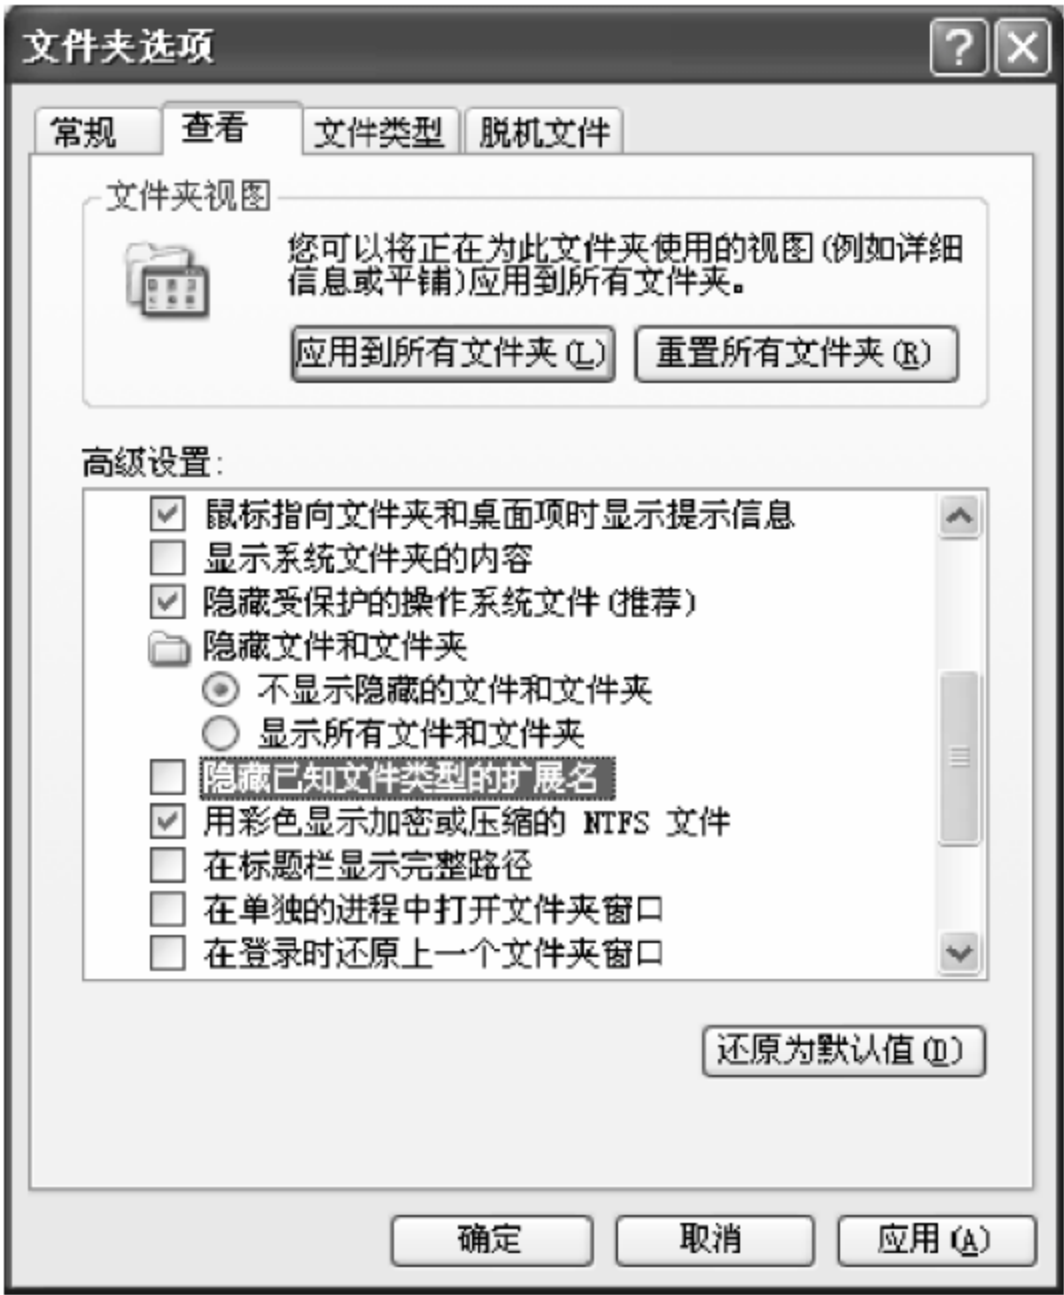 文件夹选项
常规 查看 文件类型 脱机文件
文件夹视图
您可以将正在为此文件夹使用的视图(例如详细
信息或平铺)应用到所有文件夹。
应用到所有文件夹(L) 重置所有文件夹(R)
高级设置:
鼠标指向文件夹和桌面项时显示提示信息
显示系统文件夹的内容
隐藏受保护的操作系统文件(推荐)
隐藏文件和文件夹
不显示隐藏的文件和文件夹
显示所有文件和文件夹
隐藏已知文件类型的扩展名
用彩色显示加密或压缩的 NTFS 文件
在标题栏显示完整路径
在单独的进程中打开文件夹窗口
在登录时还原上一个文件夹窗口
还原为默认值(D)
确定 取消 应用(A)